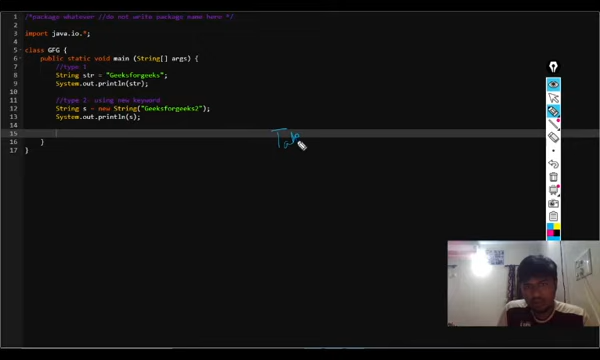 /*package whatever //do not write package name here */
import java.io.*;
class GFG {
public static void main (String[] args) {
//Type 1
String str = "Geeksforgeeks";
System.out.println(str);
//Type 2 using new keyword
String s = new String("Geeksforgeeks2");
System.out.println(s);
}
}
Tab